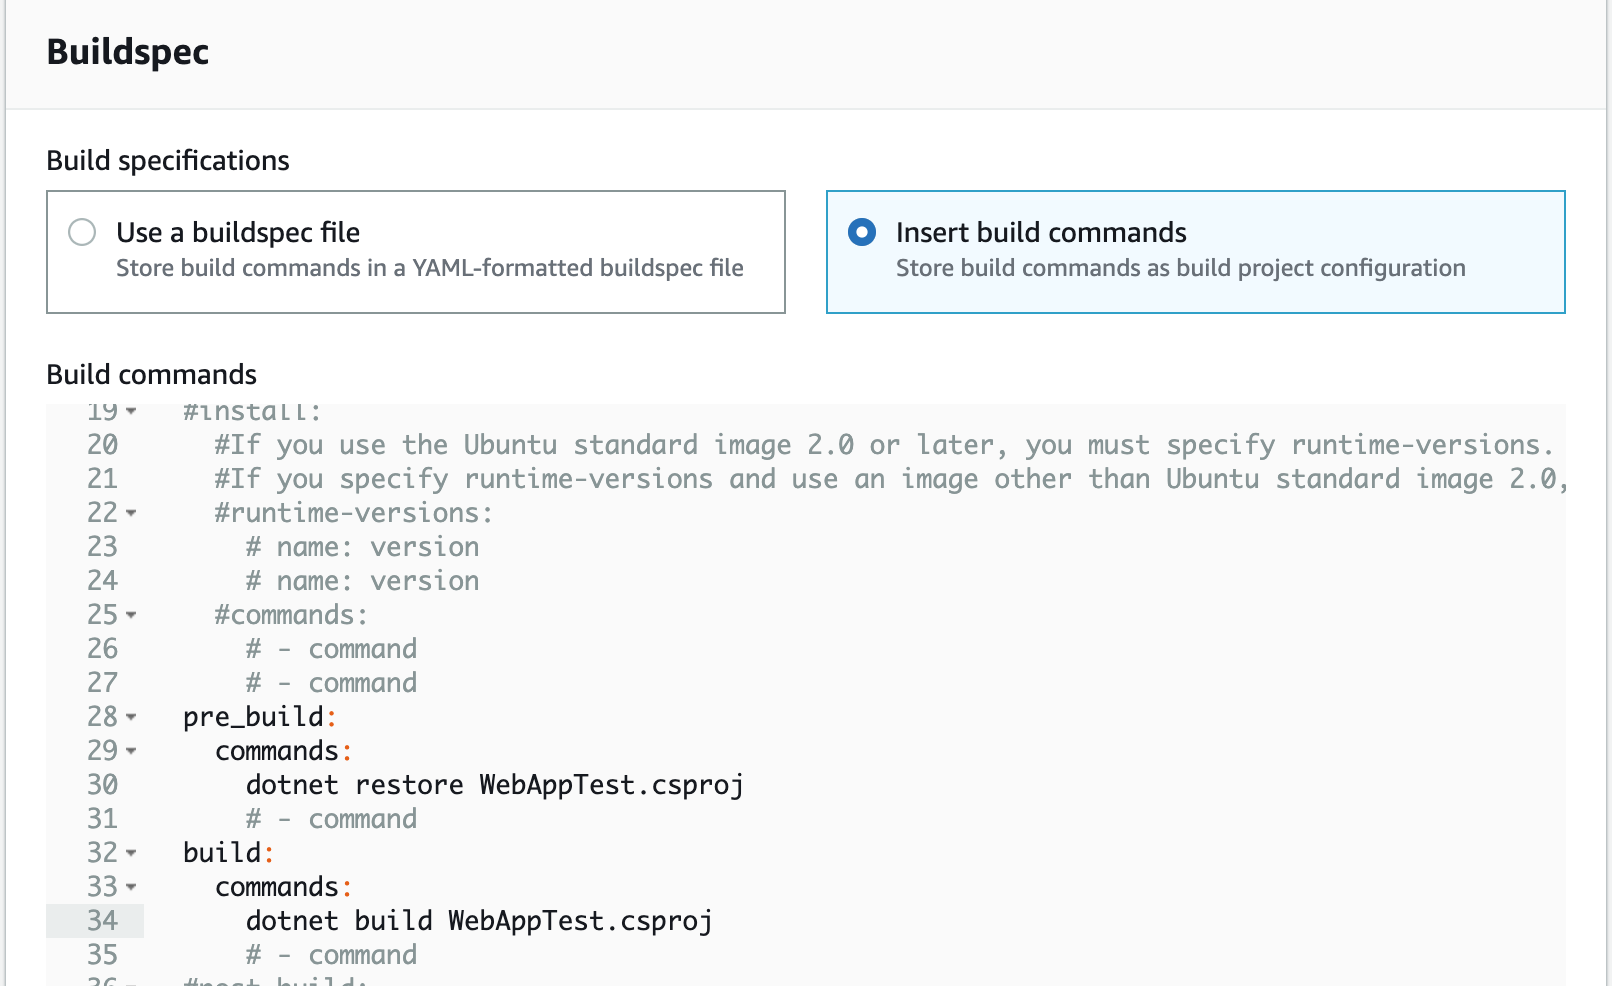 Buildspec
Build specifications
Use a buildspec file
Store build commands in a YAML-formatted buildspec file
Insert build commands
Store build commands as build project configuration
Build commands
19 #install:
20 #If you use the Ubuntu standard image 2.0 or later, you must specify runtime-versions.
21 #If you specify runtime-versions and use an image other than Ubuntu standard image 2.0,
22 #runtime-versions:
23 # name: version
24 # name: version
25 #commands:
26 # - command
27 # - command
28 pre_build:
29 commands:
30 dotnet restore WebAppTest.csproj
31 # - command
32 build:
33 commands:
34 dotnet build WebAppTest.csproj
35 # - command
36 #post_build: